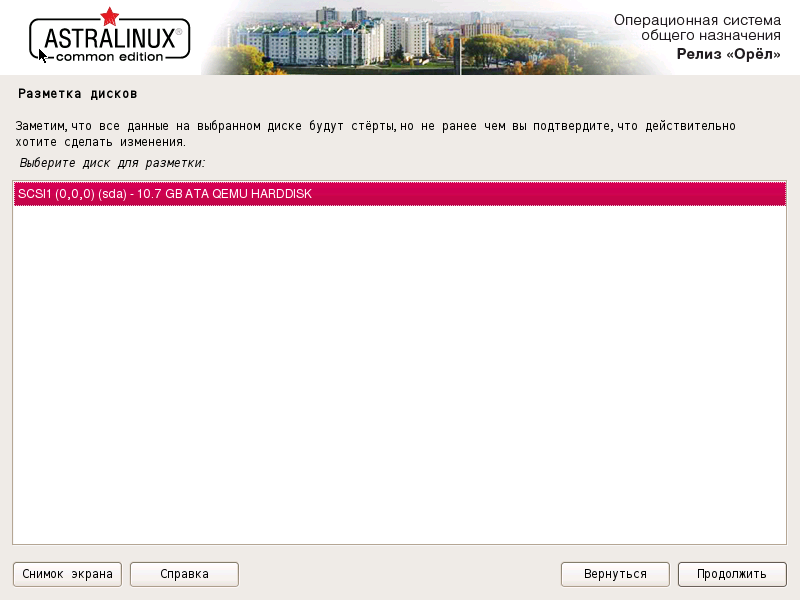 ASTRALINUX®
common edition
Операционная система
общего назначения
Релиз «Орёл»
Разметка дисков
Заметим, что все данные на выбранном диске будут стёрты, но не ранее чем вы подтвердите, что действительно
хотите сделать изменения.
Выберите диск для разметки:
SCSI1 (0,0,0) (sda) - 10.7 GB ATA QEMU HARDDISK
Снимок экрана
Справка
Вернуться
Продолжить